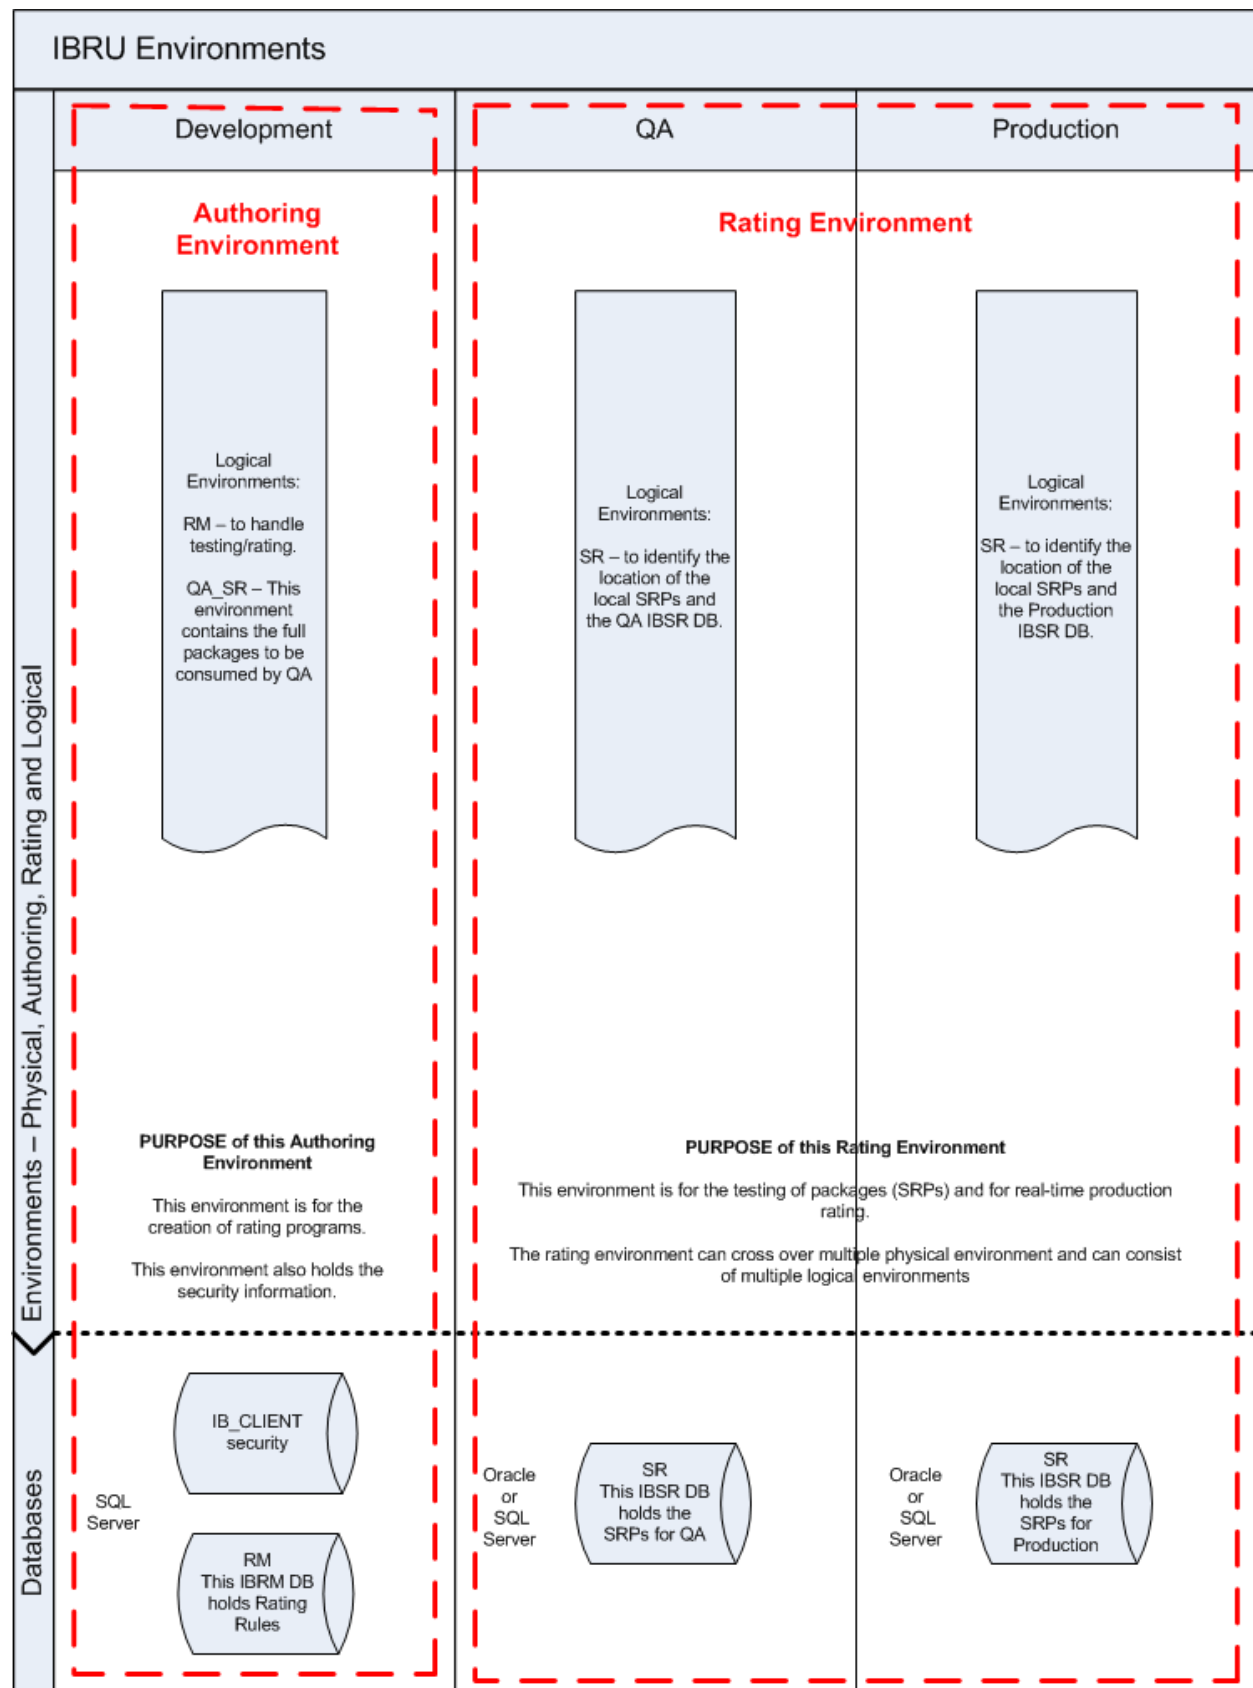 IBRU Environments
Environments – Physical, Authoring, Rating and Logical
Development
QA
Production
Authoring
Environment
Rating Environment
Logical
Environments:
RM – to handle
testing/rating.
QA_SR – This
environment
contains the full
packages to be
consumed by QA
Logical
Environments:
SR – to identify the
location of the
local SRPs and
the QA IBSR DB.
Logical
Environments:
SR – to identify the
location of the
local SRPs and
the Production
IBSR DB.
PURPOSE of this Authoring
Environment
This environment is for the
creation of rating programs.
This environment also holds the
security information.
PURPOSE of this Rating Environment
This environment is for the testing of packages (SRPs) and for real-time production
rating.
The rating environment can cross over multiple physical environment and can consist
of multiple logical environments
Databases
SQL
Server
IB_CLIENT
security
RM
This IBRM DB
holds Rating
Rules
Oracle
or
SQL
Server
SR
This IBSR DB
holds the
SRPs for QA
Oracle
or
SQL
Server
SR
This IBSR DB
holds the
SRPs for
Production